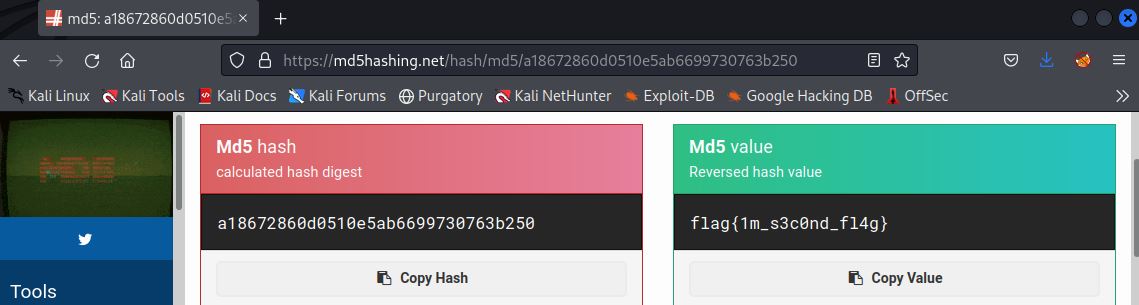 md5: a18672860d0510e5
https://md5hashing.net/hash/md5/a18672860d0510e5ab6699730763b250
Kali Linux Kali Tools Kali Docs Kali Forums Purgatory Kali NetHunter Exploit-DB Google Hacking DB OffSec
Md5 hash
calculated hash digest
a18672860d0510e5ab6699730763b250
Copy Hash
Md5 value
Reversed hash value
flag{1m_s3c0nd_fl4g}
Copy Value
Tools